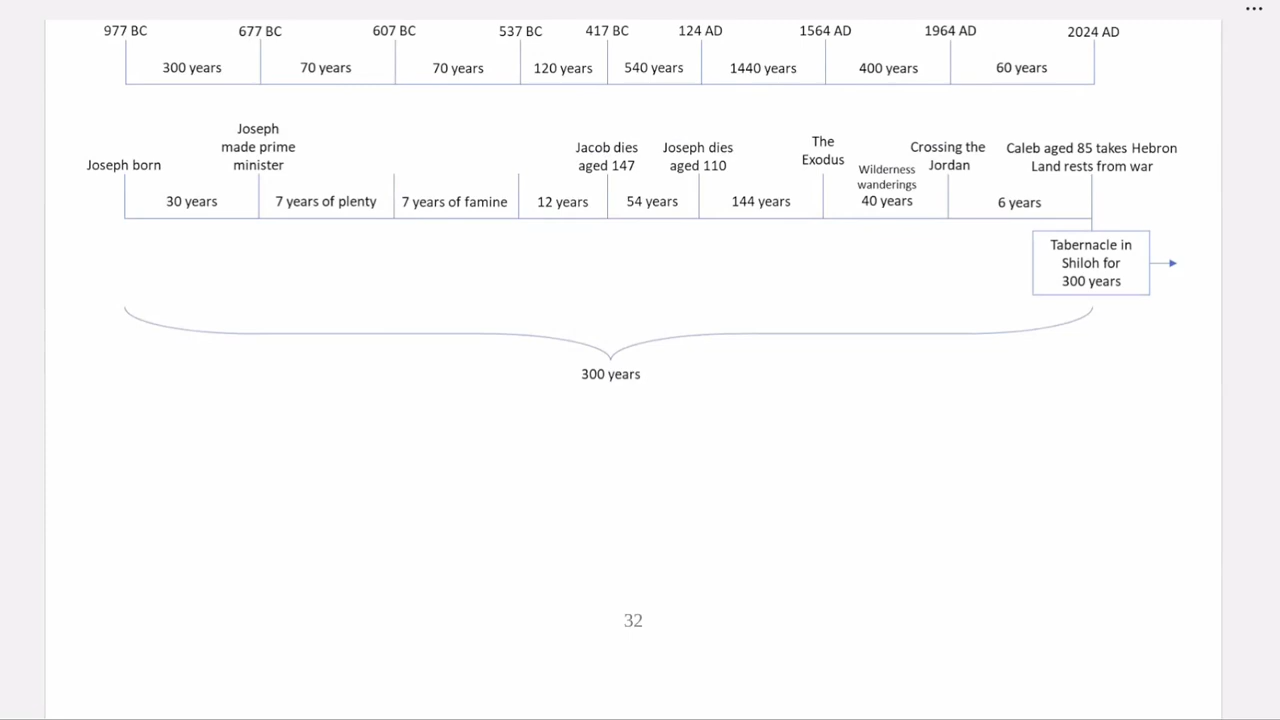 977 BC 677 BC 607 BC 537 BC 417 BC 124 AD 1564 AD 1964 AD 2024 AD
300 years 70 years 70 years 120 years 540 years 1440 years 400 years 60 years
Joseph born
Joseph
made prime
minister
Jacob dies
aged 147
Joseph dies
aged 110
The
Exodus
Wilderness
wanderings
Crossing the
Jordan
Caleb aged 85 takes Hebron
Land rests from war
30 years 7 years of plenty 7 years of famine 12 years 54 years 144 years 40 years 6 years
Tabernacle in
Shiloh for
300 years
300 years
32